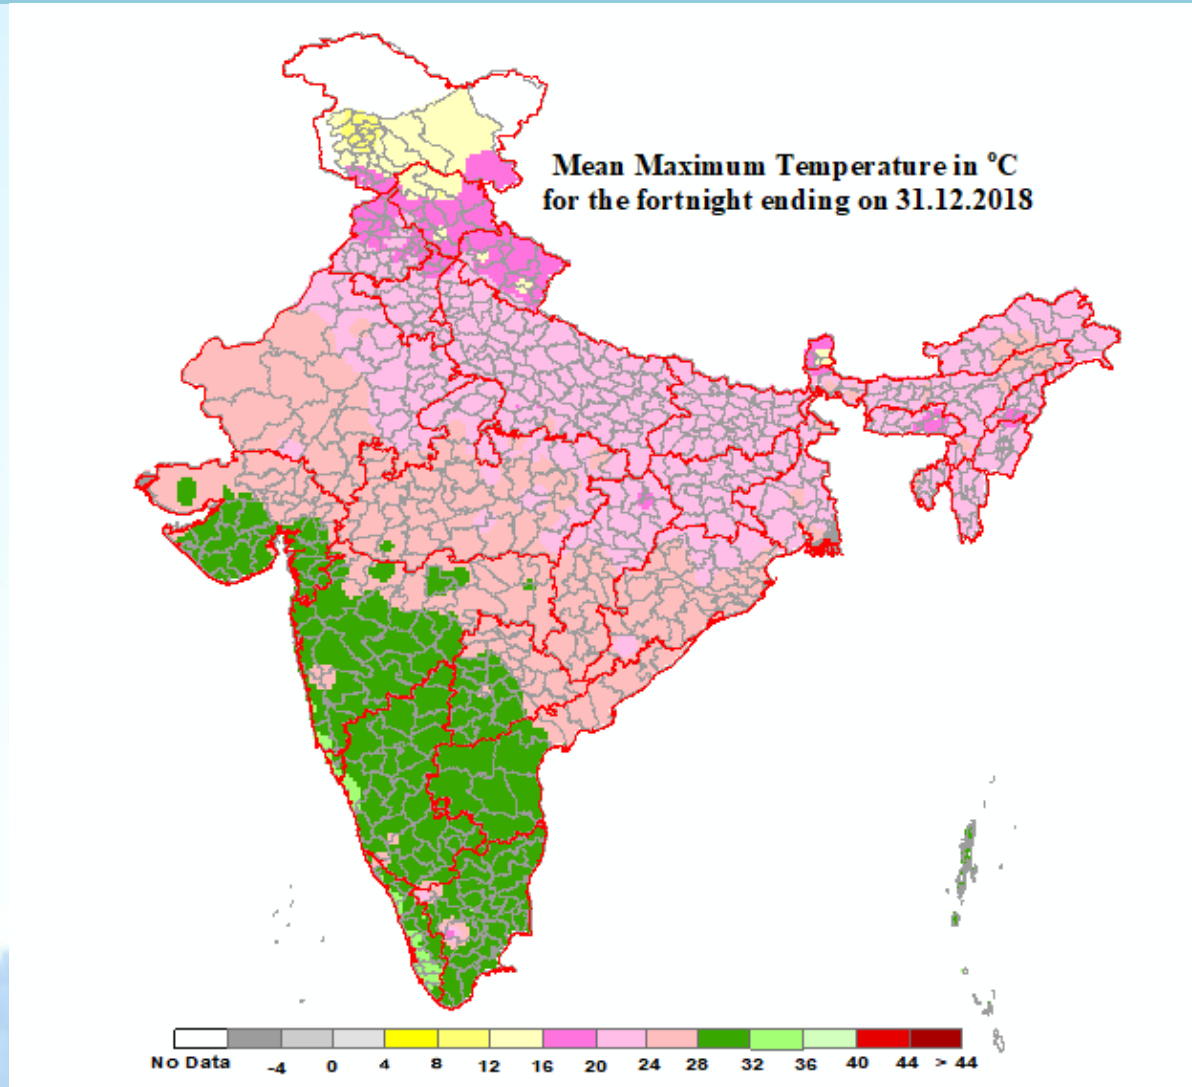 Mean Maximum Temperature in °C
for the fortnight ending on 31.12.2018
No Data -4 0 4 8 12 16 20 24 28 32 36 40 44 > 44